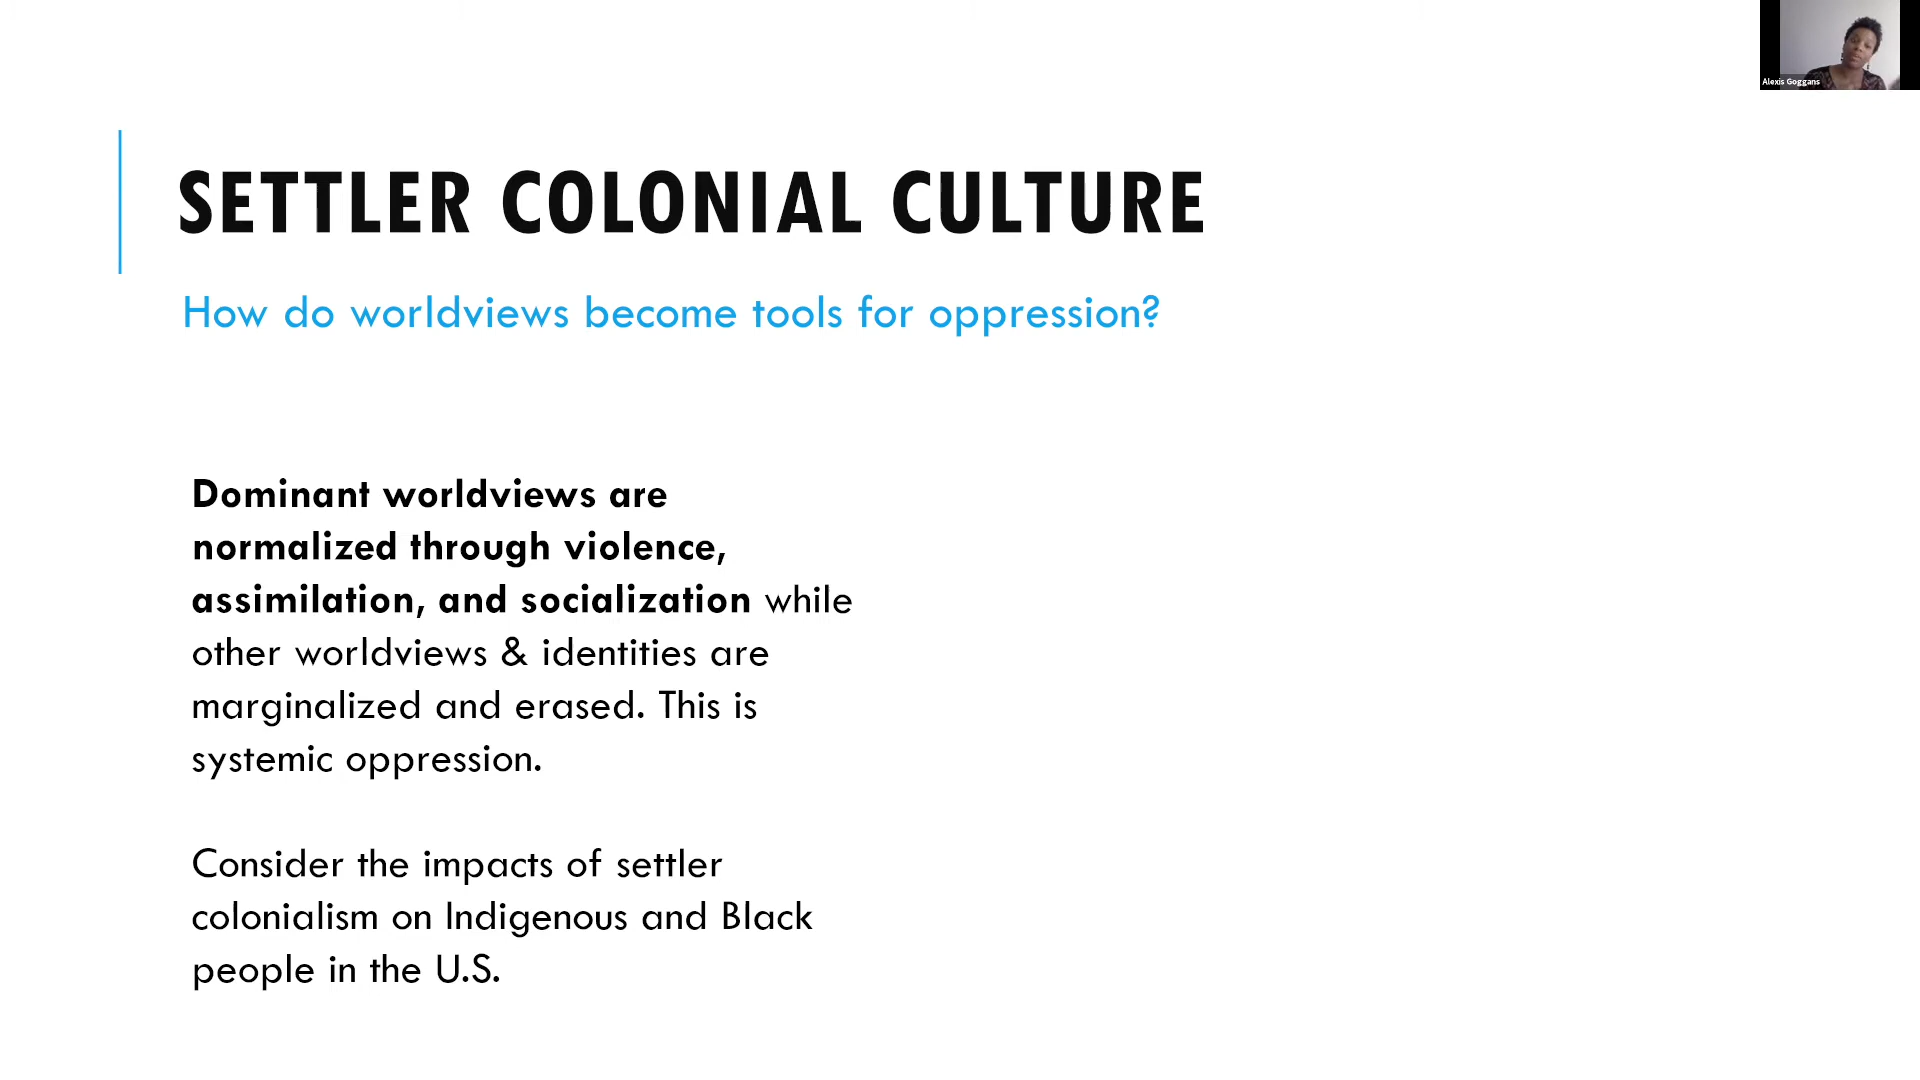 Alexis Goggans
SETTLER COLONIAL CULTURE
How do worldviews become tools for oppression?
Dominant worldviews are
normalized through violence,
assimilation, and socialization while
other worldviews & identities are
marginalized and erased. This is
systemic oppression.
Consider the impacts of settler
colonialism on Indigenous and Black
people in the U.S.